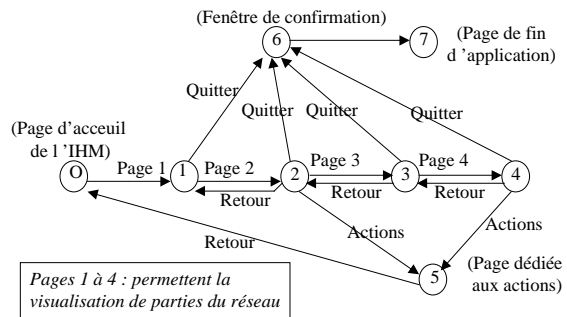 (Fenêtre de confirmation)
6
7
(Page de fin
d 'application)
Quitter
Quitter
Quitter
Quitter
(Page d'acceuil
de l 'IHM)
O
Page 1
1
Page 2
2
Page 3
3
Page 4
4
Retour
Retour
Retour
Retour
Actions
Actions
5
(Page dédiée
aux actions)
Pages 1 à 4 : permettent la
visualisation de parties du réseau